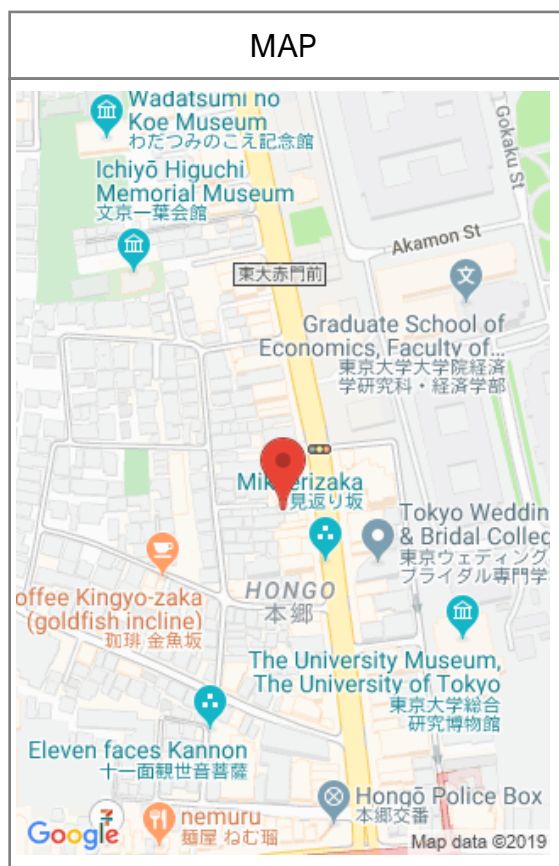 MAP
Wadatsumi no
Koe Museum
わだつみのこえ記念館
Gokaku St
Ichiyō Higuchi
Memorial Museum
文京一葉会館
Akamon St
東大赤門前
文
Graduate School of
Economics, Faculty of...
東京大学大学院経済
学研究科・経済学部
見返り坂
Tokyo Weddin
& Bridal Collec
東京ウェディング
ブライダル専門学
offee Kingyo-zaka
(goldfish incline)
珈琲 金魚坂
HONGO
本郷
The University Museum,
The University of Tokyo
東京大学総合
研究博物館
Eleven faces Kannon
十一面観世音菩薩
Hongō Police Box
本郷交番
nemuru
麺屋 ねむ瑠
Google
Map data ©2019